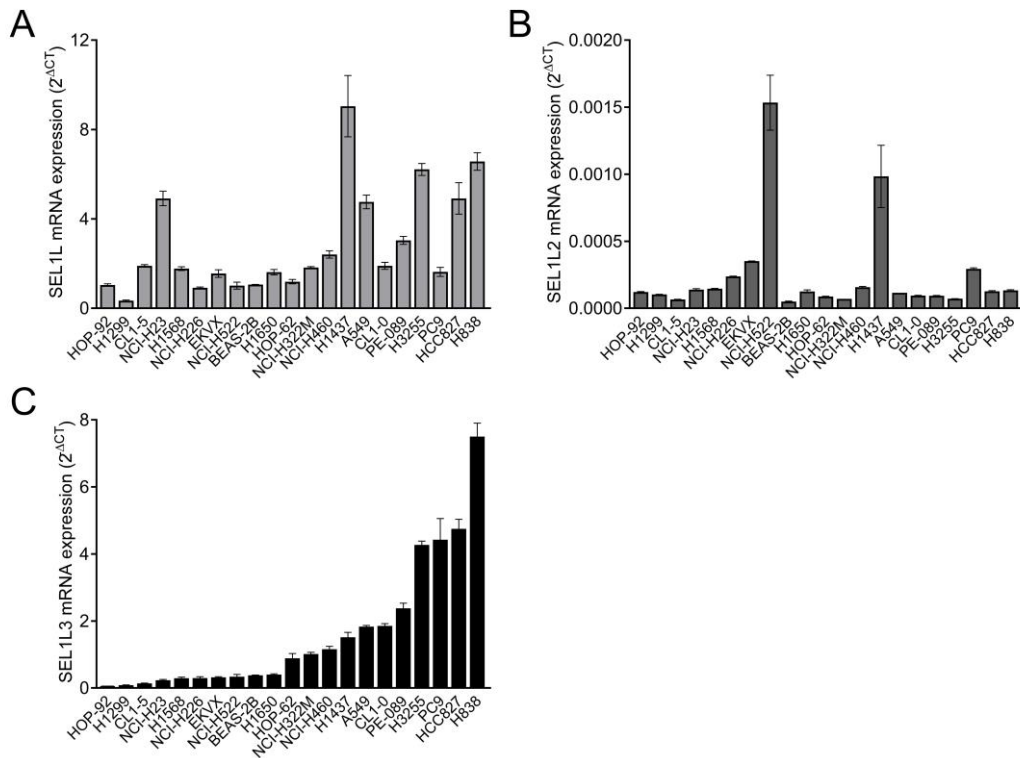 A
SEL1L mRNA expression (2-ΔCT)
12
8
4
0
HOP-92
H1299
CL1-5
NCI-H23
H1568
NCI-H226
EKVX
NCI-H522
BEAS-2B
H1650
HOP-62
NCI-H322M
NCI-H460
H1437
A549
CL1-0
PE-089
H3255
PC9
HCC827
H838
B
SEL1L2 mRNA expression (2-ΔCT)
0.0020
0.0015
0.0010
0.0005
0.0000
HOP-92
H1299
CL1-5
NCI-H23
H1568
NCI-H226
EKVX
NCI-H522
BEAS-2B
H1650
HOP-62
NCI-H322M
NCI-H460
H1437
A549
CL1-0
PE-089
H3255
PC9
HCC827
H838
C
SEL1L3 mRNA expression (2-ΔCT)
8
6
4
2
0
HOP-92
H1299
CL1-5
NCI-H23
H1568
NCI-H226
EKVX
NCI-H522
BEAS-2B
H1650
HOP-62
NCI-H322M
NCI-H460
H1437
A549
CL1-0
PE-089
H3255
PC9
HCC827
H838